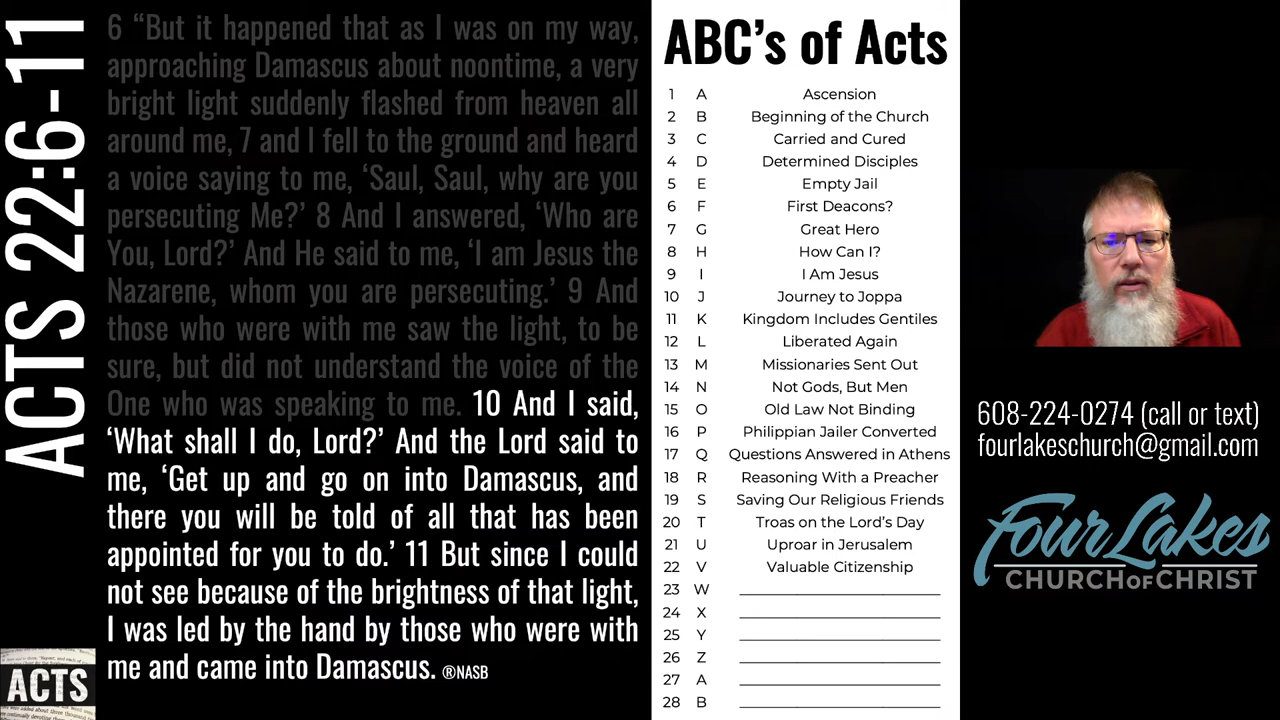 ACTS 22:6-11
6 “But it happened that as I was on my way,
approaching Damascus about noontime, a very
bright light suddenly flashed from heaven all
around me, 7 and I fell to the ground and heard
a voice saying to me, ‘Saul, Saul, why are you
persecuting Me?’ 8 And I answered, ‘Who are
You, Lord?’ And He said to me, ‘I am Jesus the
Nazarene, whom you are persecuting.’ 9 And
those who were with me saw the light, to be
sure, but did not understand the voice of the
One who was speaking to me. 10 And I said,
‘What shall I do, Lord?’ And the Lord said to
me, ‘Get up and go on into Damascus, and
there you will be told of all that has been
appointed for you to do.’ 11 But since I could
not see because of the brightness of that light,
I was led by the hand by those who were with
me and came into Damascus. ®NASB
ACTS
ABC’s of Acts
1 A Ascension
2 B Beginning of the Church
3 C Carried and Cured
4 D Determined Disciples
5 E Empty Jail
6 F First Deacons?
7 G Great Hero
8 H How Can I?
9 I I Am Jesus
10 J Journey to Joppa
11 K Kingdom Includes Gentiles
12 L Liberated Again
13 M Missionaries Sent Out
14 N Not Gods, But Men
15 O Old Law Not Binding
16 P Philippian Jailer Converted
17 Q Questions Answered in Athens
18 R Reasoning With a Preacher
19 S Saving Our Religious Friends
20 T Troas on the Lord’s Day
21 U Uproar in Jerusalem
22 V Valuable Citizenship
23 W
24 X
25 Y
26 Z
27 A
28 B
608-224-0274 (call or text)
fourlakeschurch@gmail.com
Four Lakes
CHURCH OF CHRIST